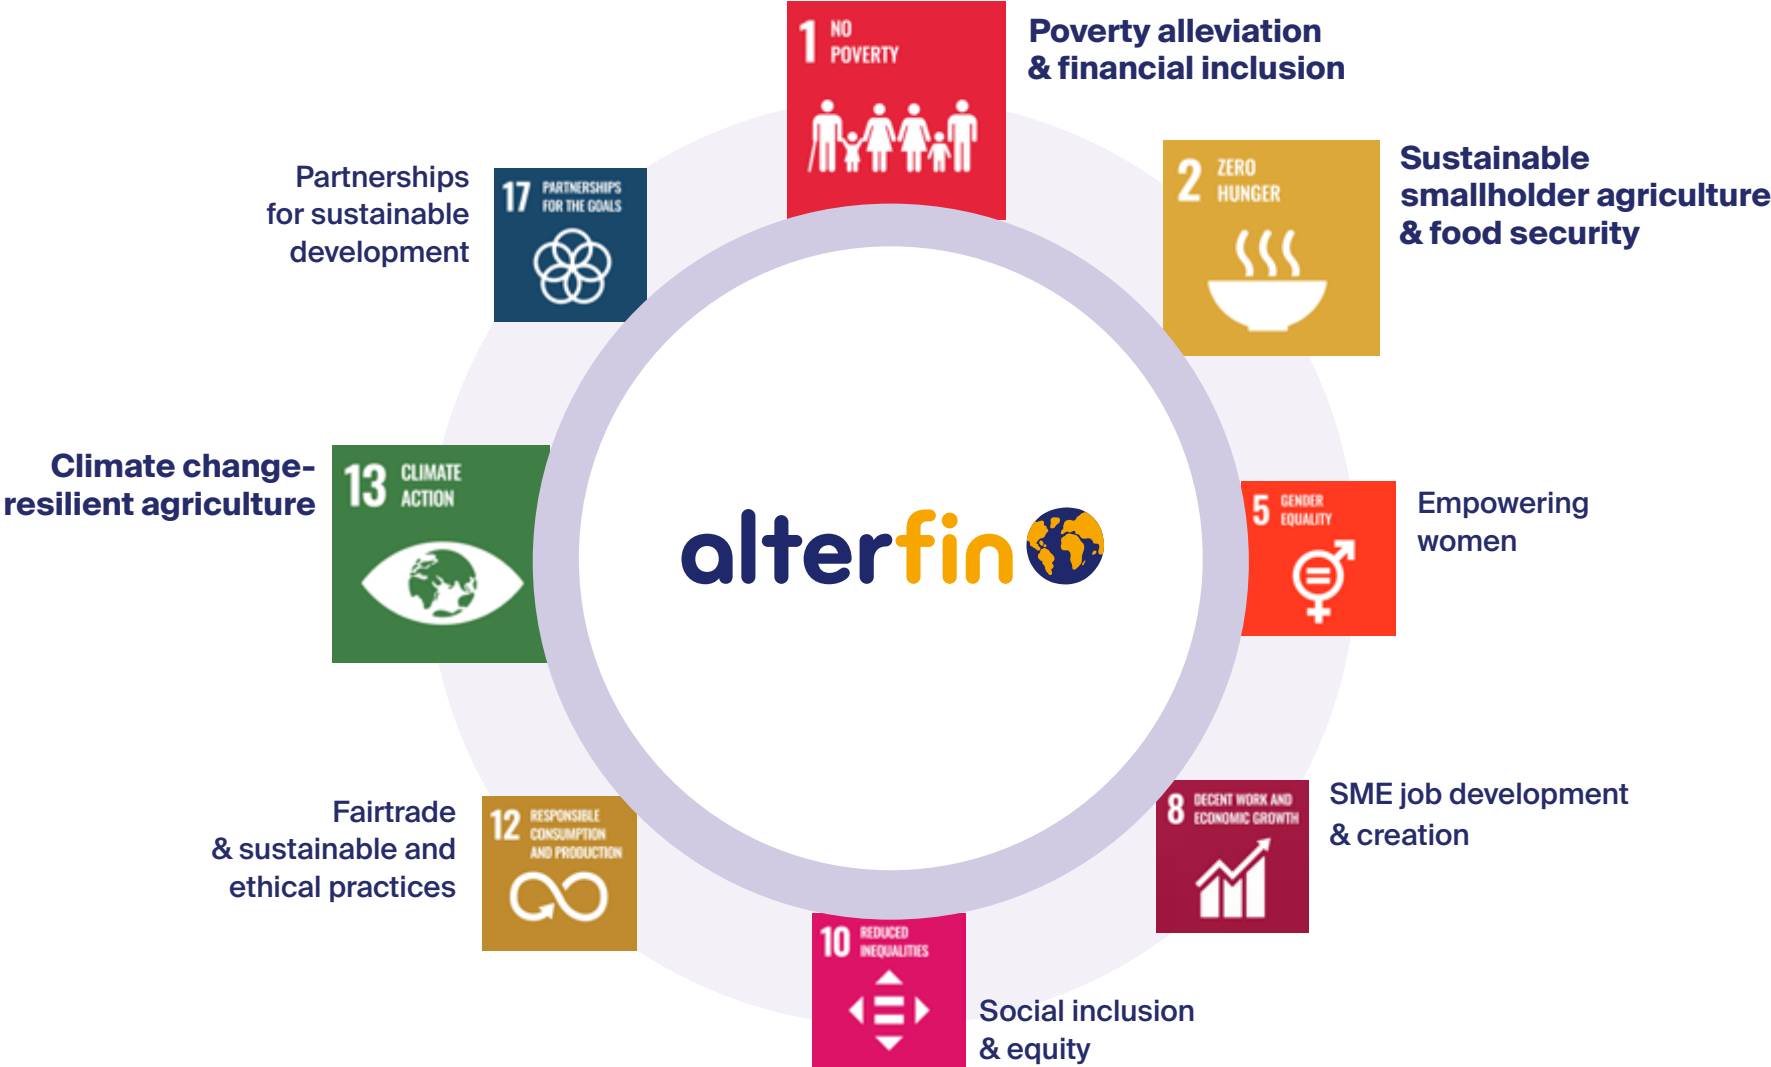 1 NO
POVERTY
Poverty alleviation
& financial inclusion
2 ZERO
HUNGER
Sustainable
smallholder agriculture
& food security
5 GENDER
EQUALITY
Empowering
women
8 DECENT WORK AND
ECONOMIC GROWTH
SME job development
& creation
10 REDUCED
INEQUALITIES
Social inclusion
& equity
12 RESPONSIBLE
CONSUMPTION
AND PRODUCTION
Fairtrade
& sustainable and
ethical practices
13 CLIMATE
ACTION
Climate change-
resilient agriculture
17 PARTNERSHIPS
FOR THE GOALS
Partnerships
for sustainable
development
alterfin